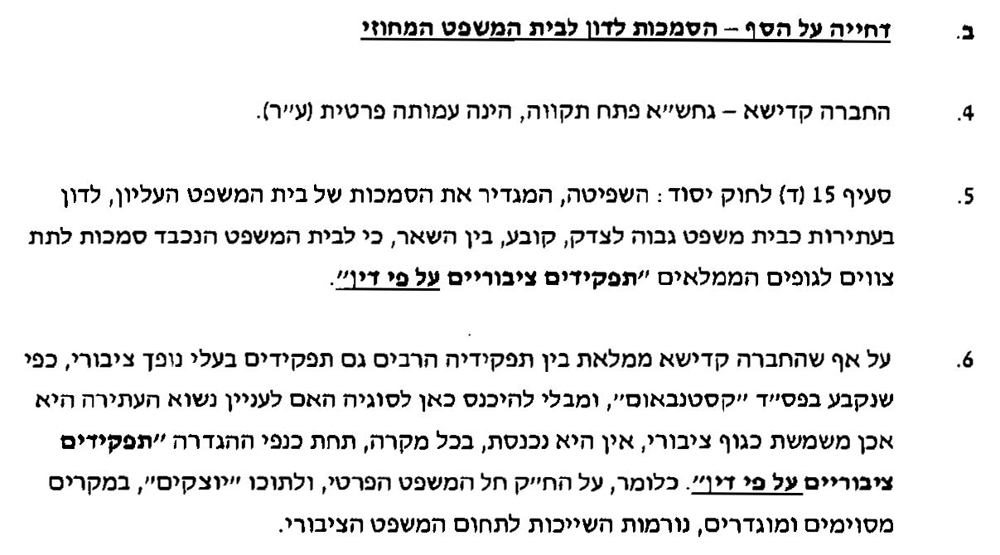 ב. דחייה על הסף – הסמכות לדון לבית המשפט המחוזי
4. החברה קדישא – גחש״א פתח תקווה, הינה עמותה פרטית (ע״ר).
5. סעיף 15 (ד) לחוק יסוד: השפיטה, המגדיר את הסמכות של בית המשפט העליון, לדון
בעתירות כבית משפט גבוה לצדק, קובע, בין השאר, כי לבית המשפט הנכבד סמכות לתת
צווים לגופים הממלאים ״תפקידים ציבוריים על פי דין״.
6. על אף שהחברה קדישא ממלאת בין תפקידיה הרבים גם תפקידים בעלי נופך ציבורי, כפי
שנקבע בפס״ד ״קסטנבאום״, ומבלי להיכנס כאן לסוגיה האם לעניין נשוא העתירה היא
אכן משמשת כגוף ציבורי, אין היא נכנסת, בכל מקרה, תחת כנפי ההגדרה ״תפקידים
ציבוריים על פי דין״. כלומר, על הח״ק חל המשפט הפרטי, ולתוכו ״יוצקים״, במקרים
מסוימים ומוגדרים, נורמות השייכות לתחום המשפט הציבורי.